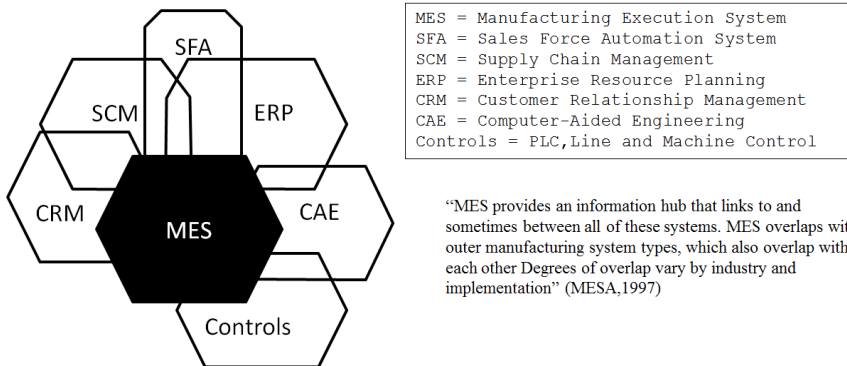 SFA
SCM
ERP
CRM
MES
CAE
Controls
MES = Manufacturing Execution System
SFA = Sales Force Automation System
SCM = Supply Chain Management
ERP = Enterprise Resource Planning
CRM = Customer Relationship Management
CAE = Computer-Aided Engineering
Controls = PLC,Line and Machine Control
“MES provides an information hub that links to and
sometimes between all of these systems. MES overlaps wit
outer manufacturing system types, which also overlap with
each other Degrees of overlap vary by industry and
implementation” (MESA,1997)